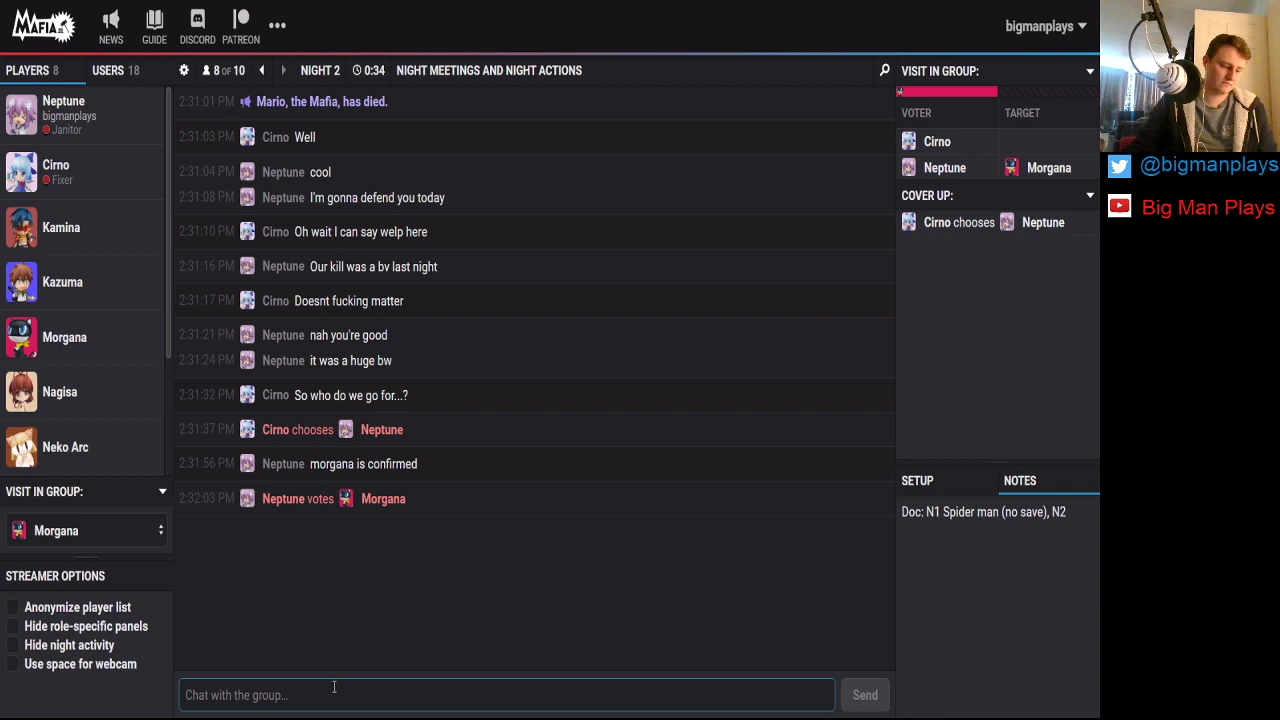 MAFIA
NEWS
GUIDE
DISCORD
PATREON
bigmanplays
PLAYERS 8
USERS 18
8 OF 10
NIGHT 2
0:34
NIGHT MEETINGS AND NIGHT ACTIONS
Neptune
bigmanplays
Janitor
Cirno
Fixer
Kamina
Kazuma
Morgana
Nagisa
Neko Arc
VISIT IN GROUP:
Morgana
STREAMER OPTIONS
Anonymize player list
Hide role-specific panels
Hide night activity
Use space for webcam
2:31:01 PM Mario, the Mafia, has died.
2:31:03 PM Cirno Well
2:31:04 PM Neptune cool
2:31:08 PM Neptune I'm gonna defend you today
2:31:10 PM Cirno Oh wait I can say welp here
2:31:16 PM Neptune Our kill was a bv last night
2:31:17 PM Cirno Doesnt fucking matter
2:31:21 PM Neptune nah you're good
2:31:24 PM Neptune it was a huge bw
2:31:32 PM Cirno So who do we go for...?
2:31:37 PM Cirno chooses Neptune
2:31:56 PM Neptune morgana is confirmed
2:32:03 PM Neptune votes Morgana
Chat with the group...
Send
VISIT IN GROUP:
VOTER TARGET
Cirno
Neptune Morgana
COVER UP:
Cirno chooses Neptune
SETUP
NOTES
Doc: N1 Spider man (no save), N2
@bigmanplays
Big Man Plays